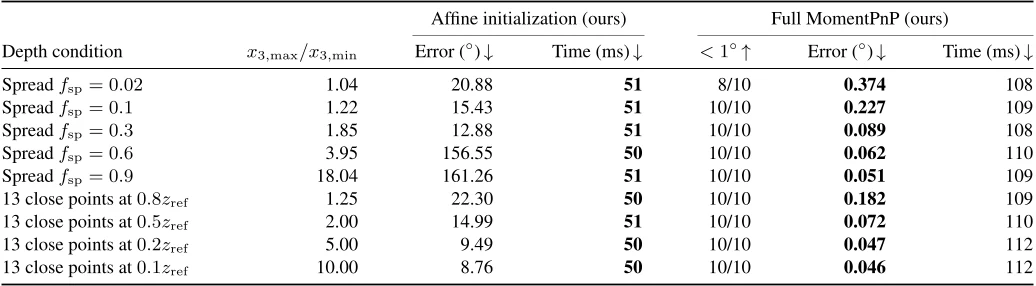 Affine initialization (ours) Full MomentPnP (ours)
Depth condition x₃,max/x₃,min Error (°)↓ Time (ms)↓ < 1°↑ Error (°)↓ Time (ms)↓
Spread fsp = 0.02 1.04 20.88 51 8/10 0.374 108
Spread fsp = 0.1 1.22 15.43 51 10/10 0.227 109
Spread fsp = 0.3 1.85 12.88 51 10/10 0.089 108
Spread fsp = 0.6 3.95 156.55 50 10/10 0.062 110
Spread fsp = 0.9 18.04 161.26 51 10/10 0.051 109
13 close points at 0.8zref 1.25 22.30 50 10/10 0.182 109
13 close points at 0.5zref 2.00 14.99 51 10/10 0.072 110
13 close points at 0.2zref 5.00 9.49 50 10/10 0.047 112
13 close points at 0.1zref 10.00 8.76 50 10/10 0.046 112